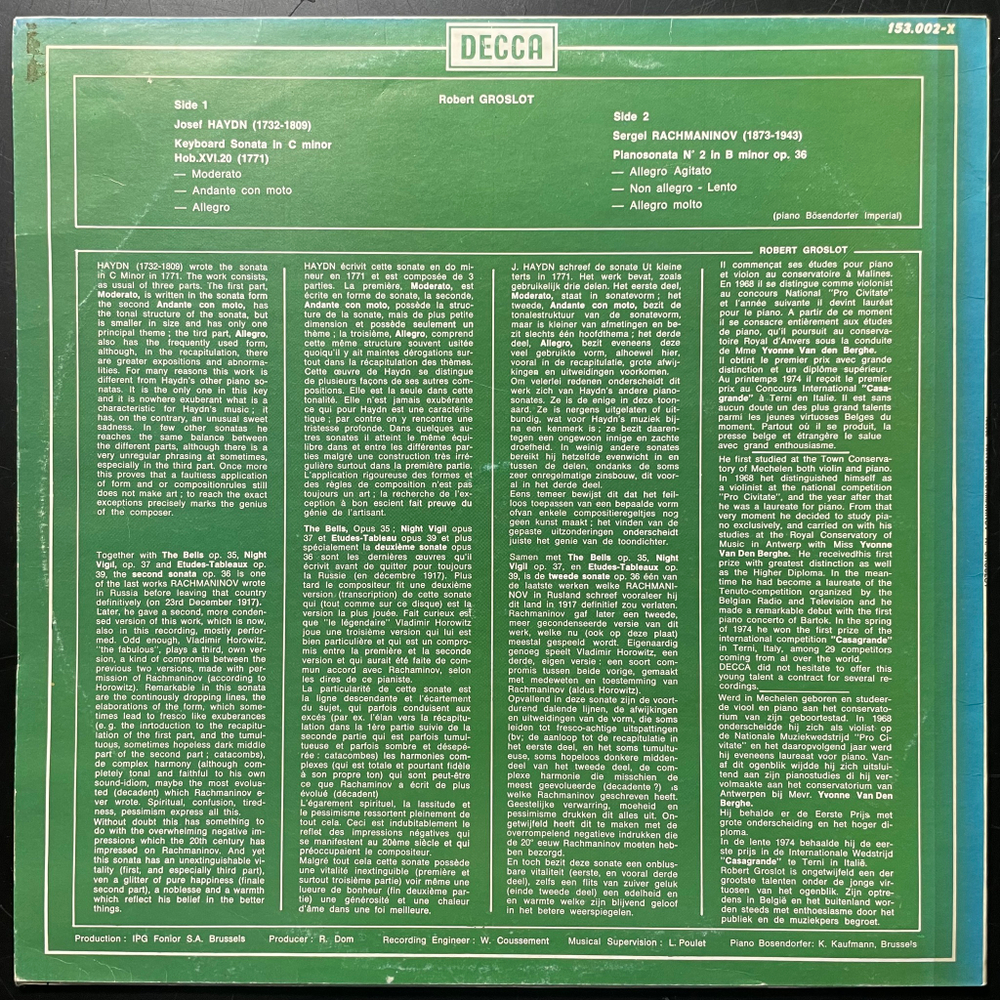 153.002-X
DECCA
Robert GROSLOT
Side 1
Josef HAYDN (1732-1809)
Keyboard Sonata in C minor
Hob.XVI.20 (1771)
— Moderato
— Andante con moto
— Allegro
Side 2
Sergei RACHMANINOV (1873-1943)
Pianosonata N° 2 in B minor op. 36
— Allegro Agitato
— Non allegro - Lento
— Allegro molto
(piano Bösendorfer Imperial)
HAYDN (1732-1809) wrote the sonata
in C Minor in 1771. The work consists,
as usual of three parts. The first part,
Moderato, is written in the sonata form
the second Andante con moto, has
the tonal structure of the sonata, but
is smaller in size and has only one
principal theme ; the tird part, Allegro,
also has the frequently used form,
although, in the recapitulation, there
are greater expositions and abnorma-
lities. For many reasons this work is
different from Haydn's other piano so-
natas. It is the only one in this key
and it is nowhere exuberant what is a
characteristic for Haydn's music ; it
has, on the contrary, an unusual sweet
sadness. In few other sonatas he
reaches the same balance between
the different parts, although there is a
very unregular phrasing at sometimes,
especially in the third part. Once more
this proves that a faultless application
of form or and compositionrules still
does not make art ; to reach the exact
exceptions precisely marks the genius
of the composer.
Together with The Bells op. 35, Night
Vigil, op. 37 and Etudes-Tableaux op.
39, the second sonata op. 36 is one
of the last works RACHMANINOV wrote
in Russia before leaving that country
definitively (on 23rd December 1917).
Later, he gave a second, more conden-
sed version of this work, which is now,
also in this recording, mostly perfor-
med. Odd enough, Vladimir Horowitz,
"the fabulous", plays a third, own ver-
sion, a kind of compromis between the
previous two versions, made with per-
mission of Rachmaninov (according to
Horowitz). Remarkable in this sonata
are the continously dropping lines, the
elaborations of the form, which some-
times lead to fresco like exuberances
(e.g. the inrtoduction to the recapitu-
lation of the first part, and the tumul-
tuous, sometimes hopeless dark middle
part of the second part : catacombs),
de complex harmony (although com-
pletely tonal and faithful to his own
sound-idiom, maybe the most evolua-
ted (decadent) which Rachmaninov e-
ver wrote. Spiritual, confusion, tired-
ness, pessimism express all this.
Without doubt this has something to
do with the overwhelming negative im-
pressions which the 20th century has
impressed on Rachmaninov. And yet
this sonata has an unextinguishable vi-
tality (first, and especially third part),
ven a glitter of pure happiness (finale
second part), a noblesse and a warmth
which reflect his belief in the better
things.
HAYDN écrivit cette sonate en do mi-
neur en 1771 et est composée de 3
parties. La première, Moderato, est
écrite en forme de sonate, la seconde,
Andante con moto, possède la struc-
ture de la sonate, mais de plus petite
dimension et possède seulement un
thème ; la troisième, Allegro, comprend
cette même structure souvent usitée
quoiqu'il y ait maintes dérogations sur-
tout dans la récapitulation des thèmes.
Cette œuvre de Haydn se distingue
de plusieurs façons de ses autres com-
positions. Elle est la seule dans cette
tonalité. Elle n'est jamais exubérante
ce qui pour Haydn est une caractéris-
tique ; par contre on y rencontre une
tristesse profonde. Dans quelques au-
tres sonates il atteint le même équi-
libre dans et entre les différentes par-
ties malgré une construction très irré-
gulière surtout dans la première partie.
L'application rigoureuse des formes et
des règles de composition n'est pas
toujours un art ; la recherche de l'ex-
ception à bon escient fait preuve du
génie de l'artisant.
The Bells, Opus 35 ; Night Vigil opus
37 et Etudes-Tableau opus 39 et plus
spécialement la deuxième sonate opus
36 sont les dernières œuvres qu'il
écrivit avant de quitter pour toujours
la Russie (en décembre 1917). Plus
tard le compositeur fit une deuxième
version (transcription) de cette sonate
qui (tout comme sur ce disque) est la
version la plus jouée. Fait curieux est
que "le légendaire" Vladimir Horowitz
joue une troisième version qui lui est
bien particulière et qui est un compro-
mis entre la première et la seconde
version et qui aurait été faite de com-
mun accord avec Rachaminov, selon
les dires de ce pianiste.
La particularité de cette sonate est
la ligne descendante et l'écartement
du sujet, qui parfois conduisent aux
excés (par ex. l'élan vers la récapitu-
lation dans la 1ère partie suivie de la
seconde partie qui est parfois tumul-
tueuse et parfois sombre et désepé-
rée : catacombes) les harmonies com-
plexes (qui est totale et pourtant fidèle
à son propre ton) qui sont peut-être
ce que Rachaminov a écrit de plus
évolué (décadent)
L'égarement spirituel, la lassitude et
le pessimisme ressortent pleinement de
tout cela. Ceci est indubitablement le
reflet des impressions négatives qui
se manifestent au 20ème siècle et qui
préoccupaient le compositeur.
Malgré tout cela cette sonate possède
une vitalité inextinguible (première et
surtout troisième partie) voir même une
lueure de bonheur (fin deuxième par-
tie) une générosité et une chaleur
d'âme dans une foi meilleure.
J. HAYDN schreef de sonate Ut kleine
terts in 1771. Het werk bevat, zoals
gebruikelijk drie delen. Het eerste deel,
Moderato, staat in sonatevorm ; het
tweede, Andante con moto, bezit de
tonalestruktuur van de sonatevorm,
maar is kleiner van afmetingen en be-
zit slechts één hoofdthema ; het derde
deel, Allegro, bezit eveneens deze
veel gebruikte vorm, alhoewel hier,
vooral in de recapitulatie, grote afwij-
kingen en uitweidingen voorkomen.
Om velerlei redenen onderscheidt dit
werk zich van Haydn's andere piano-
sonates. Ze is de enige in deze toon-
aard. Ze is nergens uitgelaten of uit-
bundig, wat voor Haydn's muziek bij-
na een kenmerk is ; ze bezit daaren-
tegen een ongewoon innige en zachte
droefheid. in weinig andere sonates
bereikt hij hetzelfde evenwicht in en
tussen de delen, ondanks de soms
zeer onregelmatige zinsbouw, dit voor-
al in het derde deel.
Eens temeer bewijst dit dat het feil-
loos toepassen van een bepaalde vorm
ofvan enkele compositieregeltjes nog
geen kunst maakt ; het vinden van de
gepaste uitzonderingen onderscheidt
juiste het genie van de toondichter.
Samen met The Bells op. 35, Night
Vigil op. 37, en Etudes-Tableaux op.
39, is de tweede sonate op. 36 één van
de laatste werken welke RACHMANI-
NOV in Rusland schreef vooraleer hij
dit land in 1917 definitief zou verlaten.
Rachmaninov gaf later een tweede,
meer gecondenseerde versie van dit
werk, welke nu (ook op deze plaat)
meestal gespeeld wordt. Eigenaardig
genoeg speelt Vladimir Horowitz, een
derde, eigen versie : een soort com-
promis tussen beide vorige, gemaakt
met medeweten en toestemming van
Rachmaninov (aldus Horowitz).
Opvallend in deze sonate zijn de voort-
durend dalende lijnen, de afwijkingen
en uitweidingen van de vorm, die soms
leiden tot fresco-achtige uitspattingen
(bv; de aanloop tot de recapitulatie in
het eerste deel, en het soms tumultu-
euse, soms hopeloos donkere midden-
deel van het tweede deel, de com-
plexe harmonie die misschien de
meest geevolueerde (decadente ?) is
welke Rachmaninov geschreven heeft.
Geestelijke verwarring, moeheid en
pessimisme drukken dit alles uit. On-
getwijfeld heeft dit te maken met de
overrompelend negatieve indrukken die
de 20° eeuw Rachmaninov moeten heb-
ben bezorgd.
En toch bezit deze sonate een onblus-
bare vitaliteit (eerste, en vooral derde
deel), zelfs een flits van zuiver geluk
(einde tweede deel) een edelheid en
een warmte welke zijn blijvend geloof
in het betere weerspiegelen.
ROBERT GROSLOT
Il commençat ses études pour piano
et violon au conservatoire à Malines.
En 1968 il se distingue comme violonist
au concours National "Pro Civitate"
et l'année suivante il devint lauréat
pour le piano. A partir de ce moment
il se consacre entièrement aux études
de piano, qu'il poursuit au conserva-
toire Royal d'Anvers sous la conduite
de Mme Yvonne Van den Berghe.
Il obtint le premier prix avec grande
distinction et un diplôme supérieur.
Au printemps 1974 il reçoit le premier
prix au Concours International "Casa-
grande" à Terni en Italie. Il est sans
aucun doute un des plus grand talents
parmi les jeunes virtuoses Belges du
moment. Partout où il se produit, la
presse belge et étrangère le salue
avec grand enthousiasme.
He first studied at the Town Conserva-
tory of Mechelen both violin and piano.
In 1968 het distinguished himself as
a violinist at the national competition
"Pro Civitate", and the year after that
he was a laureate for piano. From that
very moment he decided to study pia-
no exclusively, and carried on with his
studies at the Royal Conservatory of
Music in Antwerp with Miss Yvonne
Van Den Berghe. He receivedhis first
prize with greatest distinction as well
as the Higher Diploma. In the mean-
time he had become a laureate of the
Tenuto-competition organized by the
Belgian Radio and Television and he
made a remarkable debut with the first
piano concerto of Bartok. In the spring
of 1974 he won the first prize of the
international competition "Casagrande"
in Terni, Italy, among 29 competitors
coming from al over the world.
DECCA did not hesitate to offer this
young talent a contract for several re-
cordings.
Werd in Mechelen geboren en studeer-
de viool en piano aan het conservato-
rium van zijn geboortestad. In 1968
onderscheidde hij zich als violist op
de Nationale Muziekwedstrijd "Pro Ci-
vitate" en het daaropvolgend jaar werd
hij eveneens laureaat voor piano. Van-
af dit ogenblik wijdde hij zich uitslui-
tend aan zijn pianostudies di hij ver-
volmaakte aan het conservatorium van
Antwerpen bij Mevr. Yvonne Van Den
Berghe.
Hij behalde er de Eerste Prijs met
grote onderscheiding en het hoger di-
ploma.
In de lente 1974 behaalde hij de eer-
ste prijs in de Internationale Wedstrijd
"Casagrande" te Terni in Italië.
Robert Groslot is ongetwijfeld een der
grootste talenten onder de jonge vir-
tuosen van het ogenblik. Zijn optre-
dens in België en het buitenland wor-
den steeds met enthoesiasme door het
publiek en de muziekpers begroet.
Production : IPG Fonior S.A. Brussels Producer : R. Dom Recording Engineer : W. Coussement Musical Supervision : L. Poulet Piano Bosendorfer: K. Kaufmann, Brussels